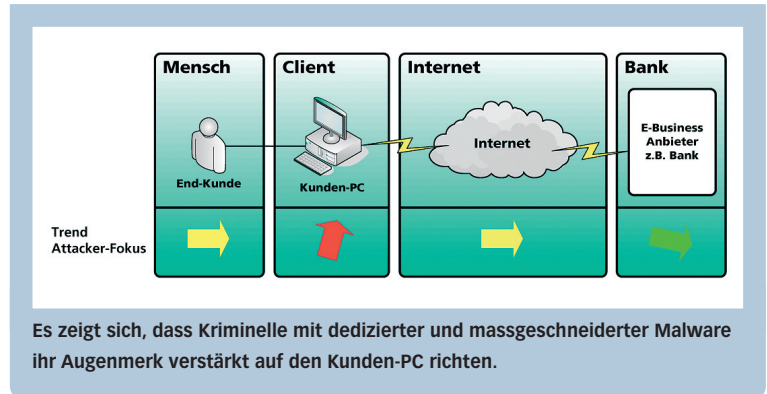 Mensch
Client
Internet
Bank
End-Kunde
Kunden-PC
Internet
E-Business
Anbieter
z.B. Bank
Trend
Attacker-Fokus
Es zeigt sich, dass Kriminelle mit dedizierter und massgeschneiderter Malware
ihr Augenmerk verstärkt auf den Kunden-PC richten.